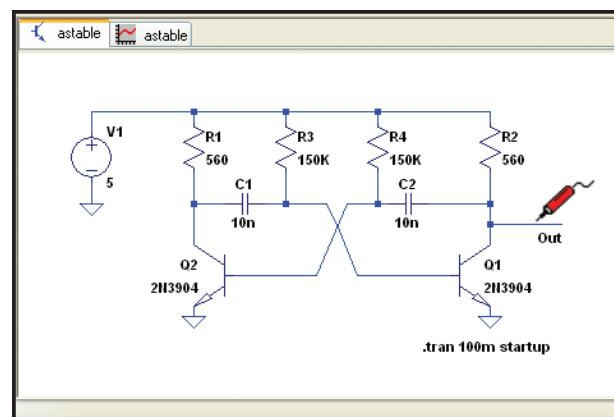 astable
astable
V1
5
R1
560
R3
150K
R4
150K
R2
560
C1
10n
C2
10n
Out
Q2
2N3904
Q1
2N3904
.tran 100m startup